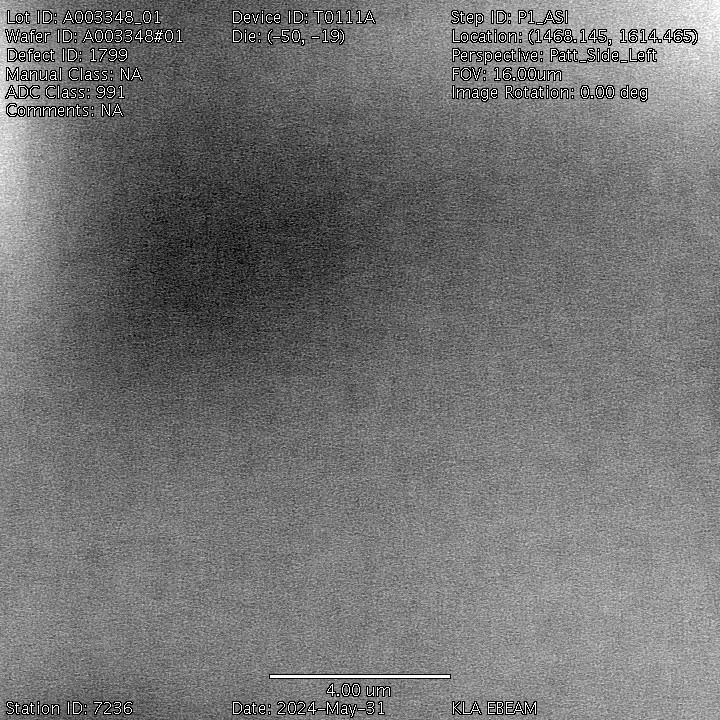 Lot ID: A003348_01 Device ID: T0111A Step ID: P1_ASI
Wafer ID: A003348#01 Die: (-50, -19) Location: (1468.145, 1614.465)
Defect ID: 1799 Perspective: Patt_Side_Left
Manual Class: NA FOV: 16.00um
ADC Class: 991 Image Rotation: 0.00 deg
Comments: NA
4.00 um
Station ID: 7236 Date: 2024-May-31 KLA EBEAM